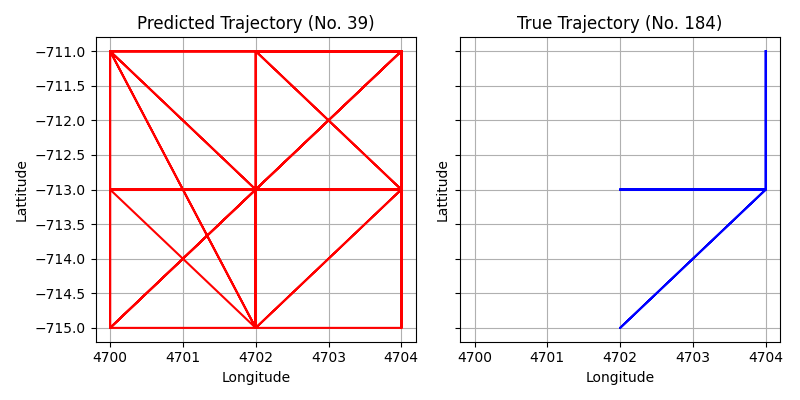 Predicted Trajectory (No. 39)
Lattitude
−711.0
−711.5
−712.0
−712.5
−713.0
−713.5
−714.0
−714.5
−715.0
4700 4701 4702 4703 4704
Longitude
True Trajectory (No. 184)
Lattitude
4700 4701 4702 4703 4704
Longitude